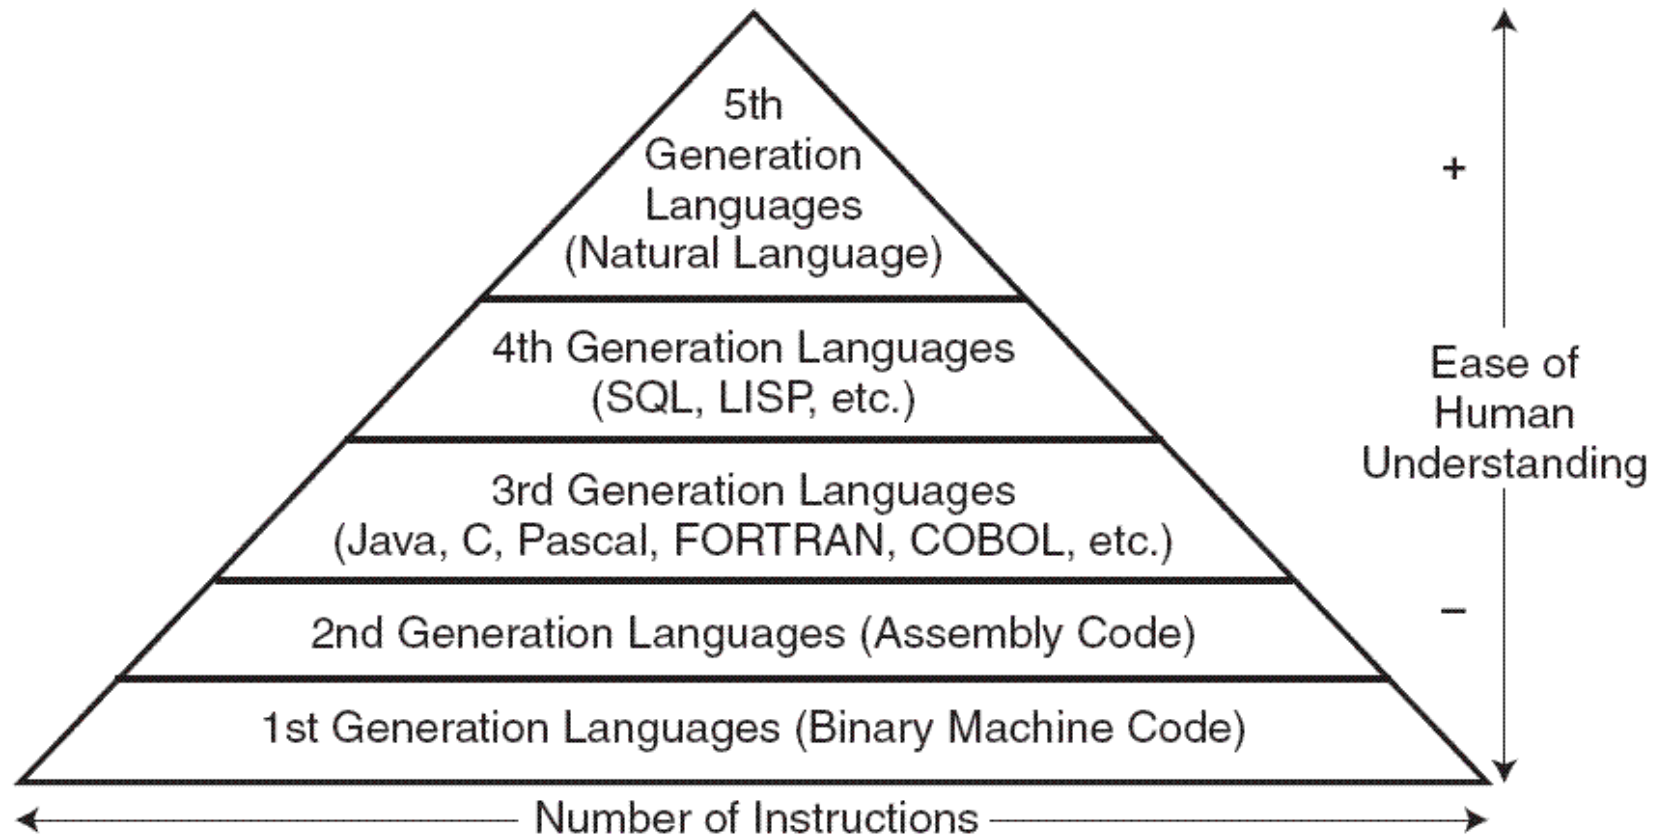 5th
Generation
Languages
(Natural Language)
4th Generation Languages
(SQL, LISP, etc.)
3rd Generation Languages
(Java, C, Pascal, FORTRAN, COBOL, etc.)
2nd Generation Languages (Assembly Code)
1st Generation Languages (Binary Machine Code)
Number of Instructions
+
Ease of
Human
Understanding
–